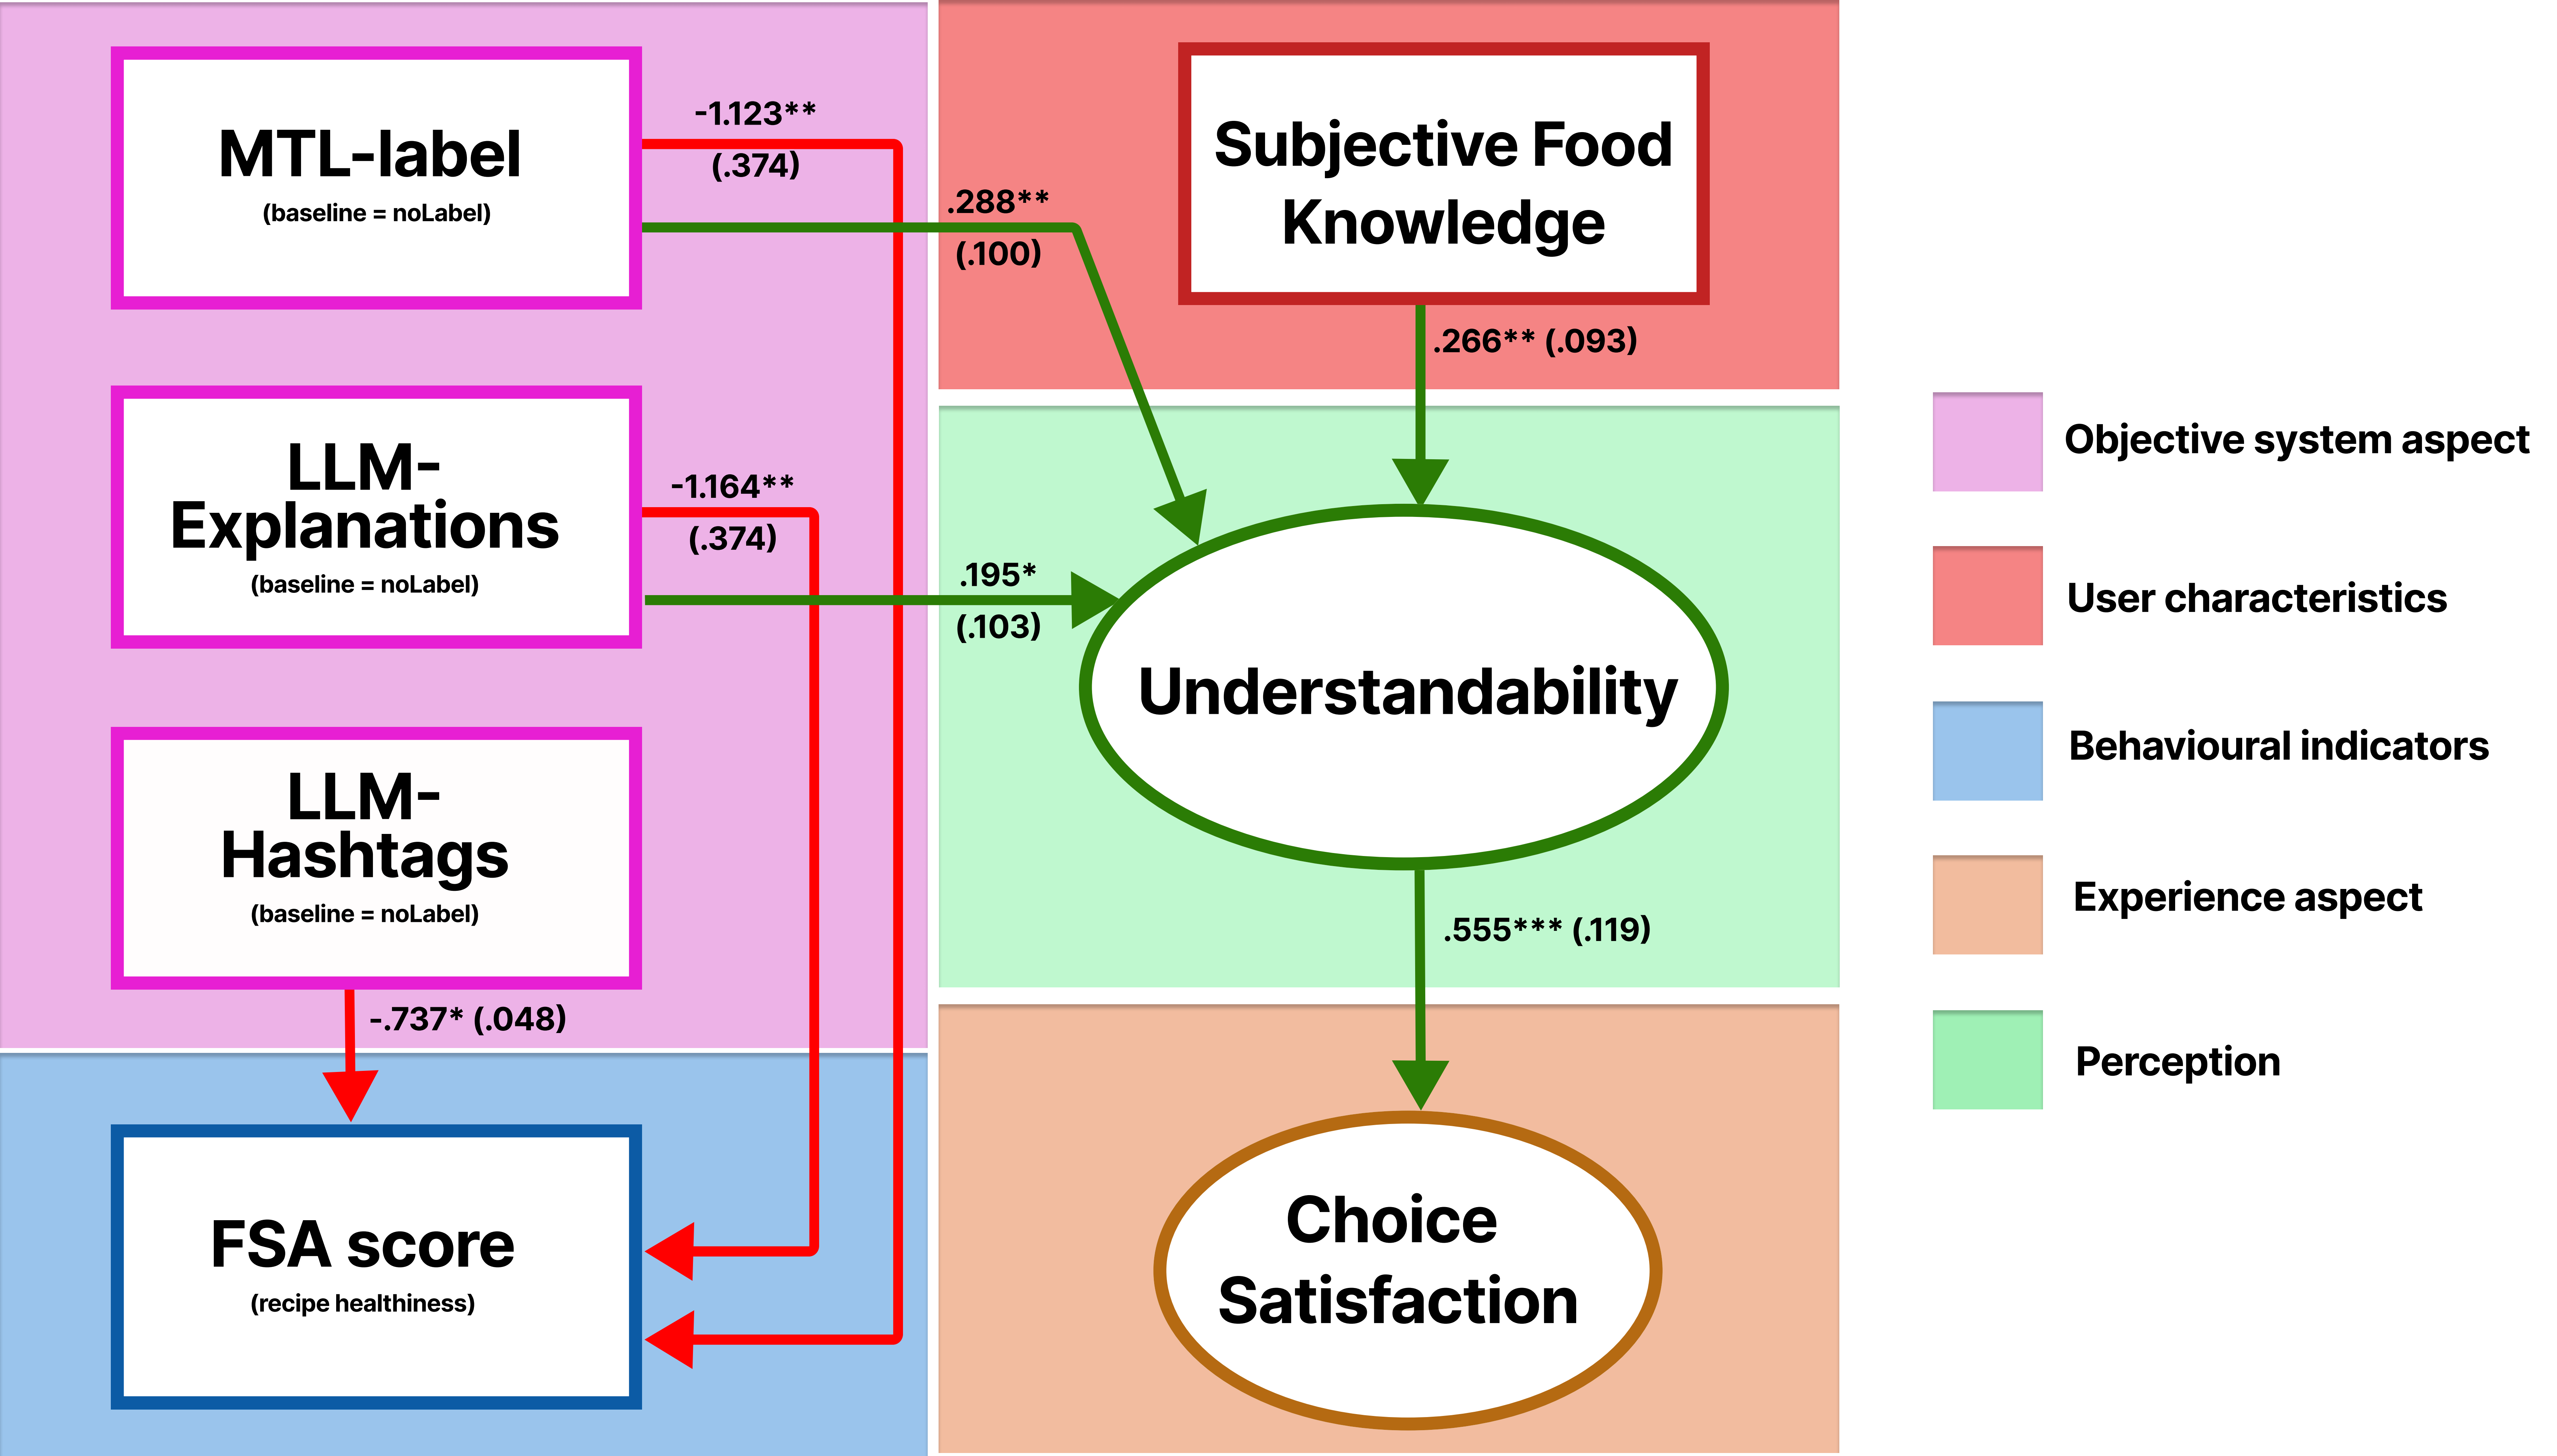 MTL-label
(baseline = noLabel)
-1.123**
(.374)
.288**
(.100)
Subjective Food
Knowledge
.266** (.093)
LLM-
Explanations
(baseline = noLabel)
-1.164**
(.374)
.195*
(.103)
Understandability
LLM-
Hashtags
(baseline = noLabel)
-.737* (.048)
.555*** (.119)
FSA score
(recipe healthiness)
Choice
Satisfaction
Objective system aspect
User characteristics
Behavioural indicators
Experience aspect
Perception